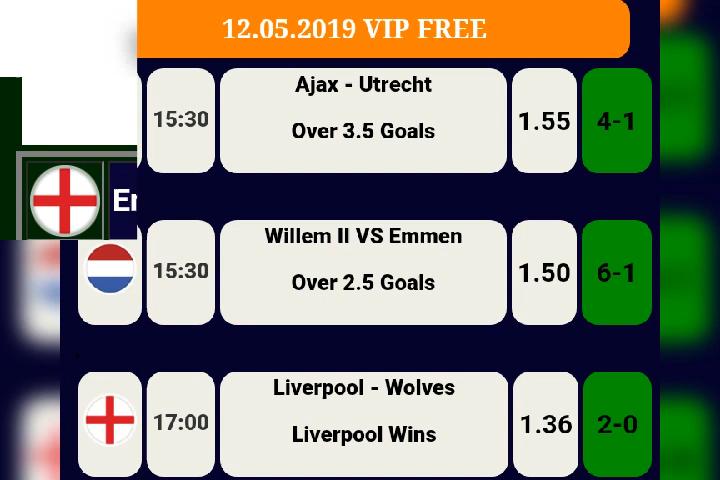 12.05.2019 VIP FREE
Ajax - Utrecht
15:30
Over 3.5 Goals
1.55
4-1
Willem II VS Emmen
15:30
Over 2.5 Goals
1.50
6-1
Liverpool - Wolves
17:00
Liverpool Wins
1.36
2-0